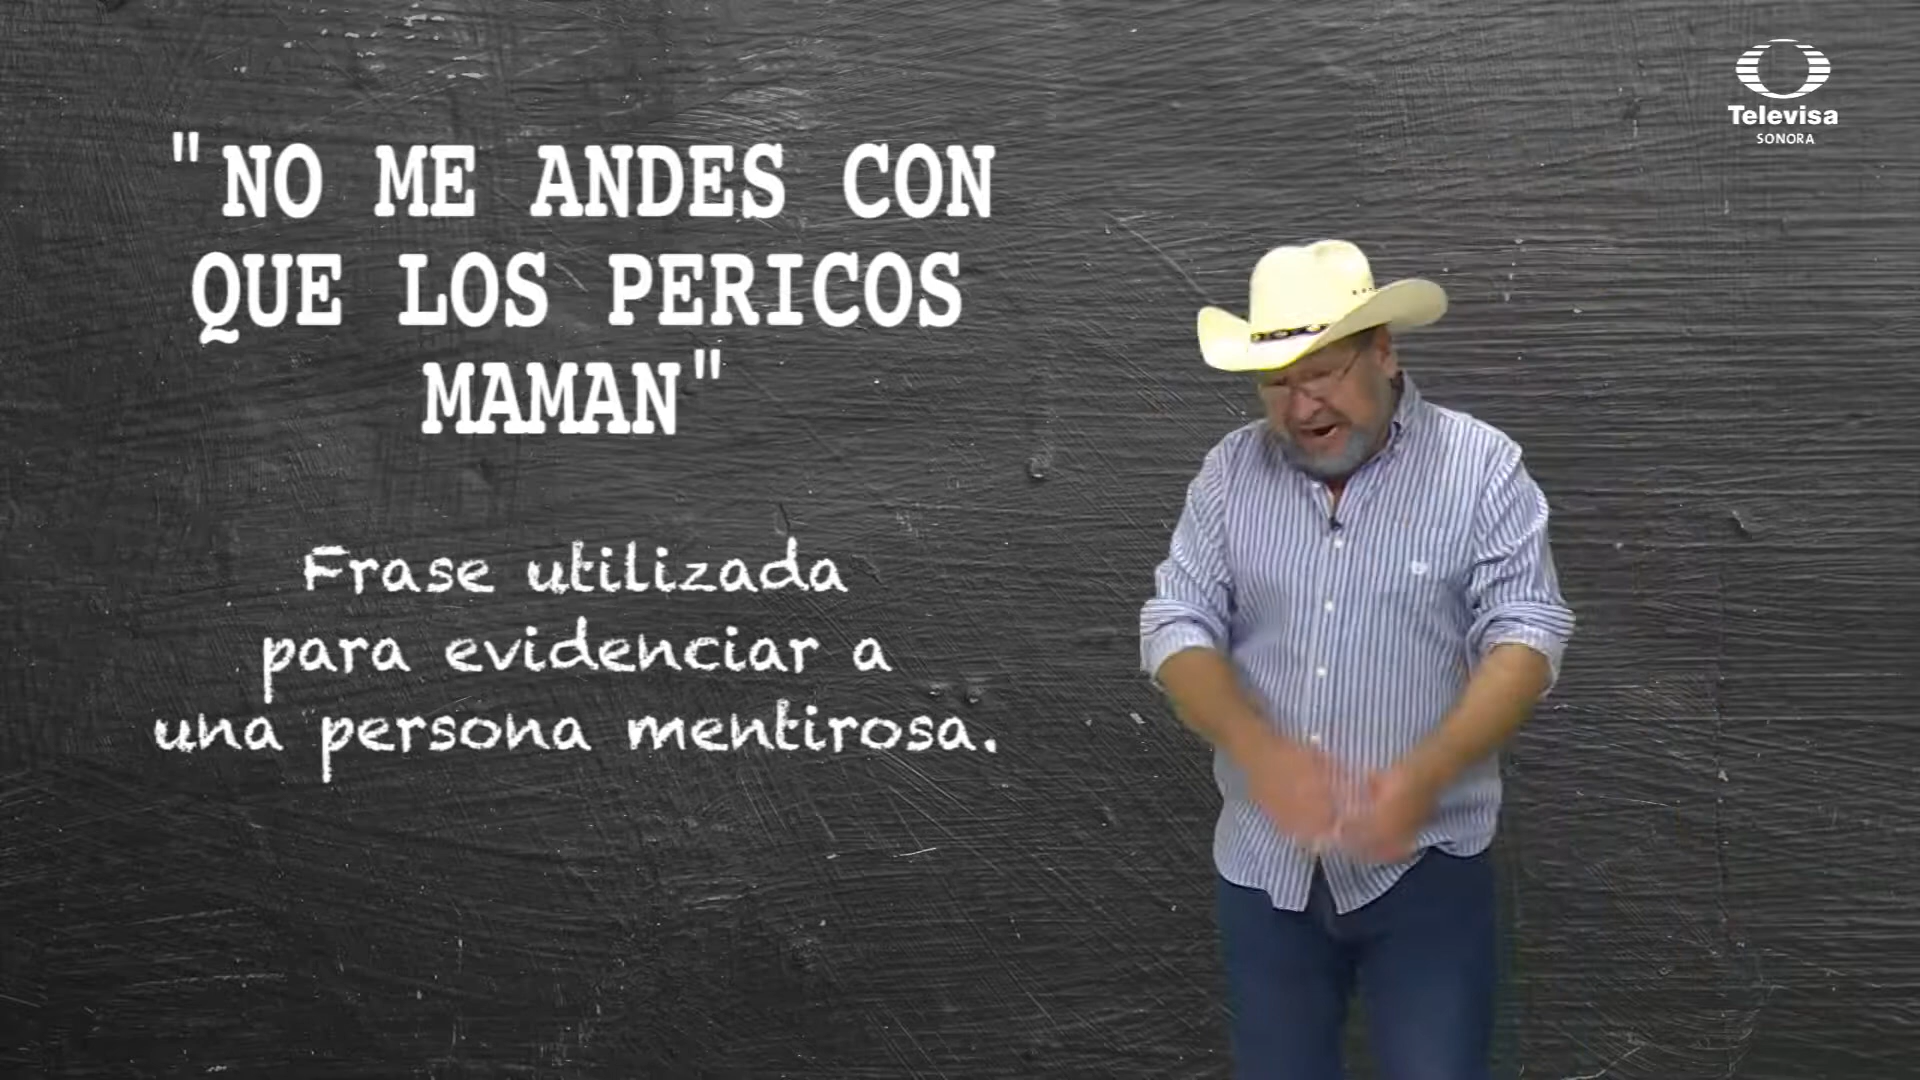 "NO ME ANDES CON
QUE LOS PERICOS
MAMAN"
Frase utilizada
para evidenciar a
una persona mentirosa.
Televisa
SONORA